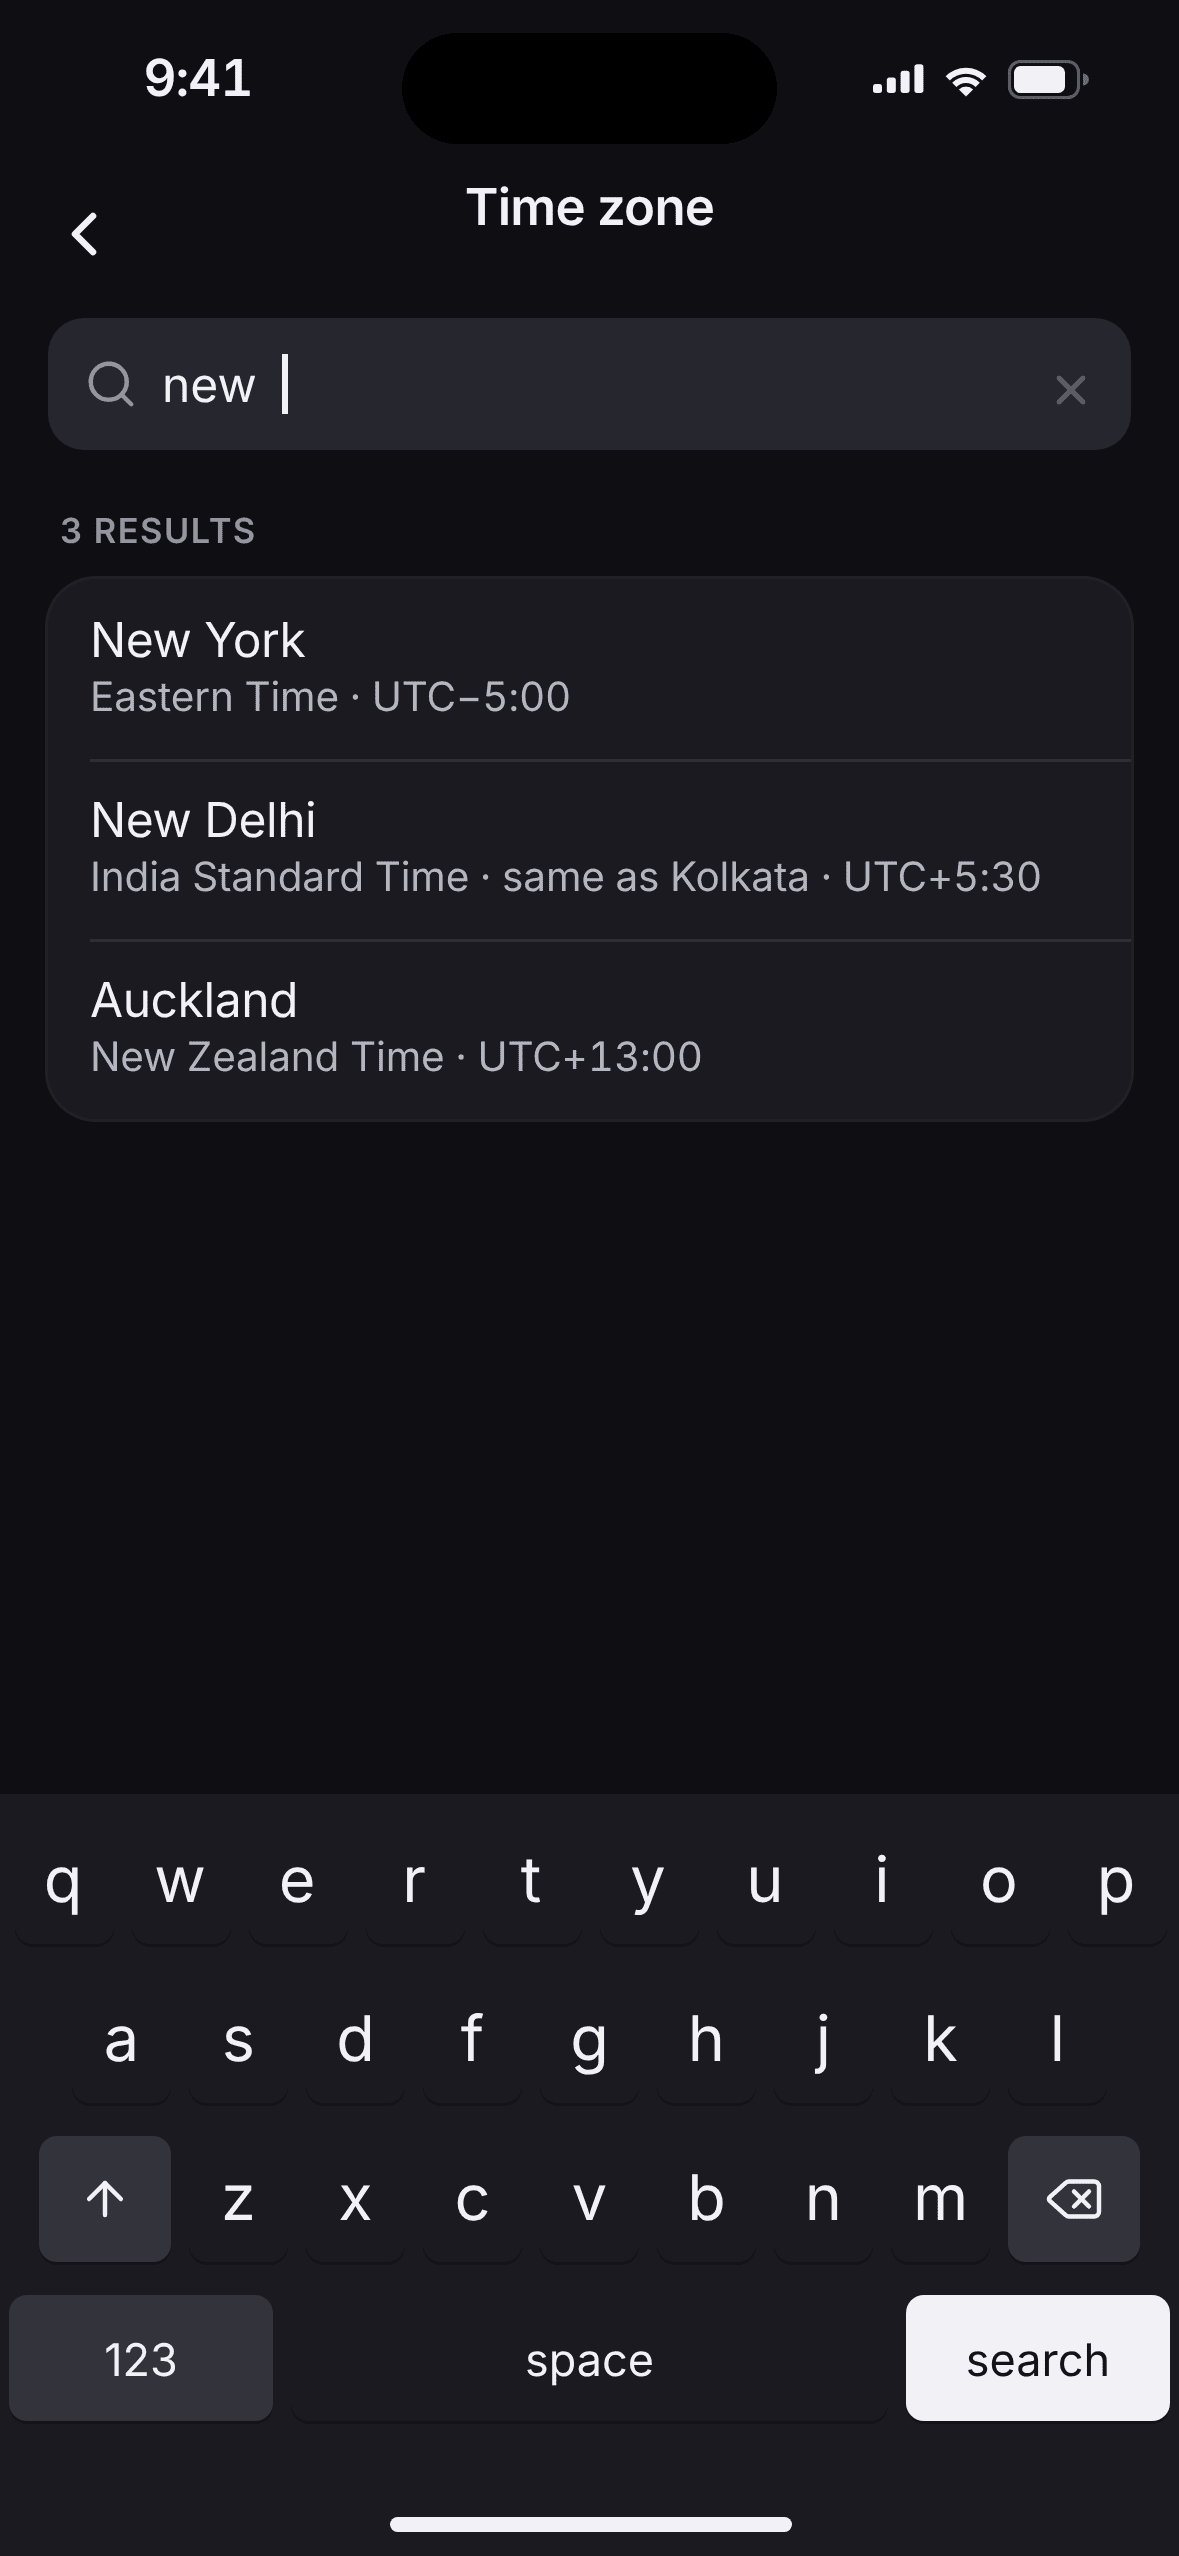 9:41
Time zone
new
3 RESULTS
New York
Eastern Time · UTC−5:00
New Delhi
India Standard Time · same as Kolkata · UTC+5:30
Auckland
New Zealand Time · UTC+13:00
q w e r t y u i o p
a s d f g h j k l
z x c v b n m
123 space search